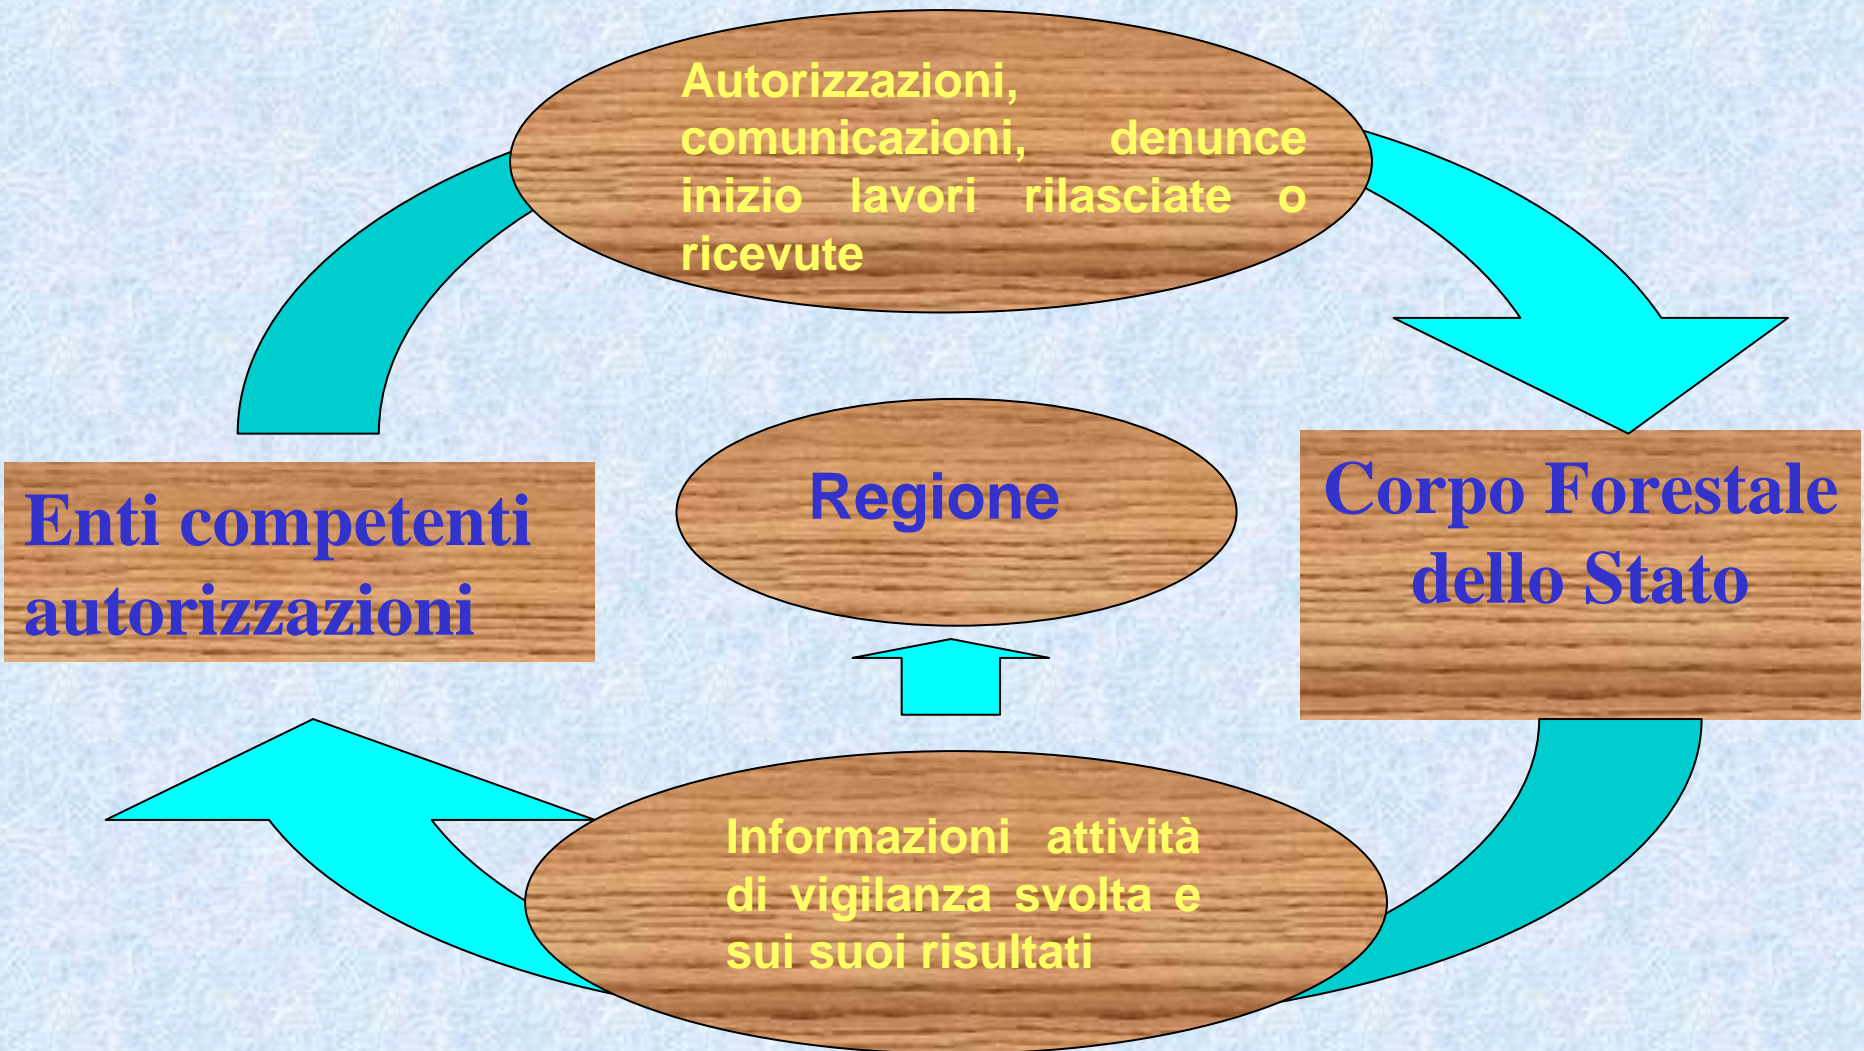 Autorizzazioni,
comunicazioni, denunce
inizio lavori rilasciate o
ricevute
Enti competenti
autorizzazioni
Regione
Corpo Forestale
dello Stato
Informazioni attività
di vigilanza svolta e
sui suoi risultati